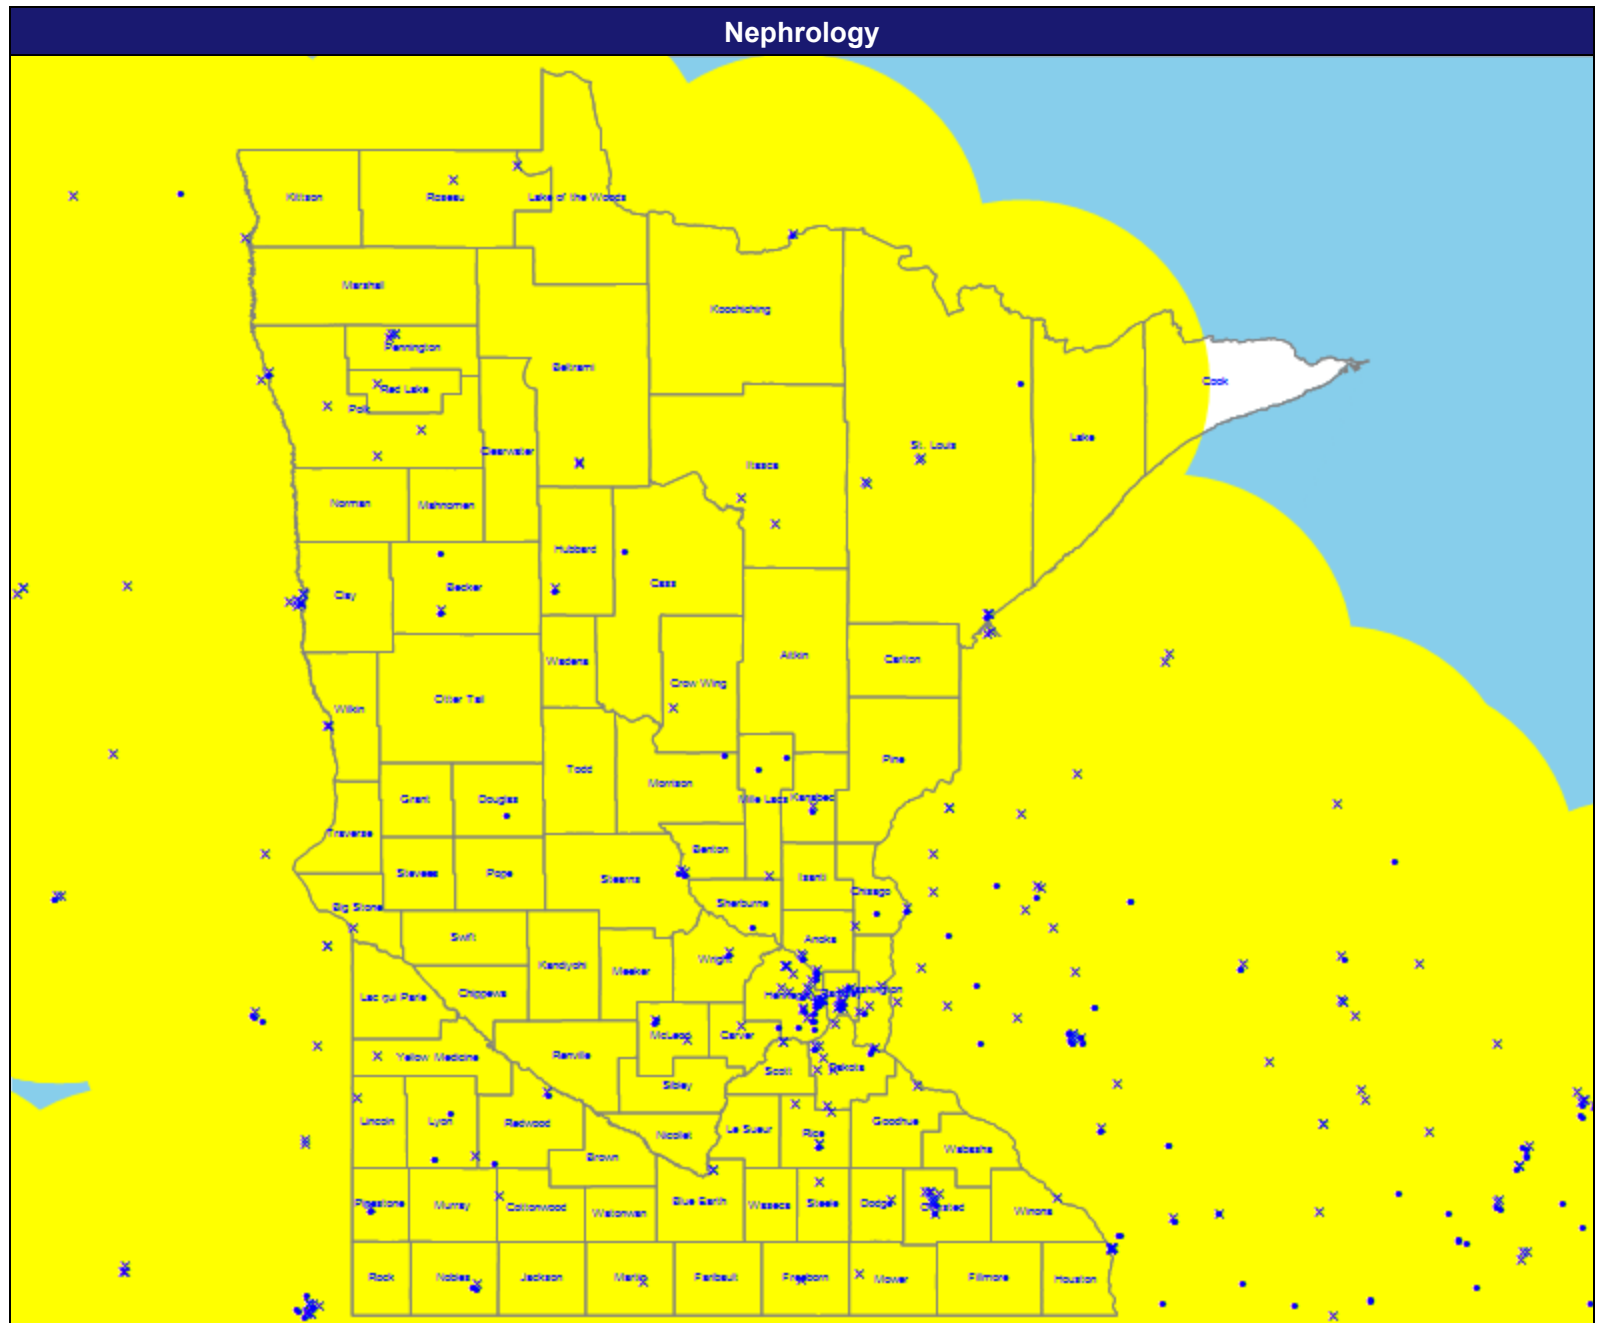 Nephrology
Kittson
Roseau
Lake of the Woods
Marshall
Koochiching
Pennington
Beltrami
Cook
Red Lake
Polk
Lake
St. Louis
Clearwater
Itasca
Norman
Mahnomen
Hubbard
Cass
Becker
Clay
Aitkin
Carlton
Wadena
Crow Wing
Otter Tail
Wilkin
Pine
Todd
Morrison
Grant
Douglas
Mille Lacs
Kanabec
Traverse
Benton
Stevens
Pope
Stearns
Isanti
Chisago
Sherburne
Big Stone
Swift
Anoka
Wright
Kandiyohi
Meeker
Chippewa
Lac qui Parle
Washington
McLeod
Carver
Renville
Yellow Medicine
Scott
Dakota
Sibley
Lincoln
Lyon
Redwood
Goodhue
Le Sueur
Rice
Nicollet
Wabasha
Brown
Pipestone
Murray
Cottonwood
Watonwan
Blue Earth
Waseca
Steele
Dodge
Olmsted
Winona
Rock
Nobles
Jackson
Martin
Faribault
Freeborn
Mower
Fillmore
Houston